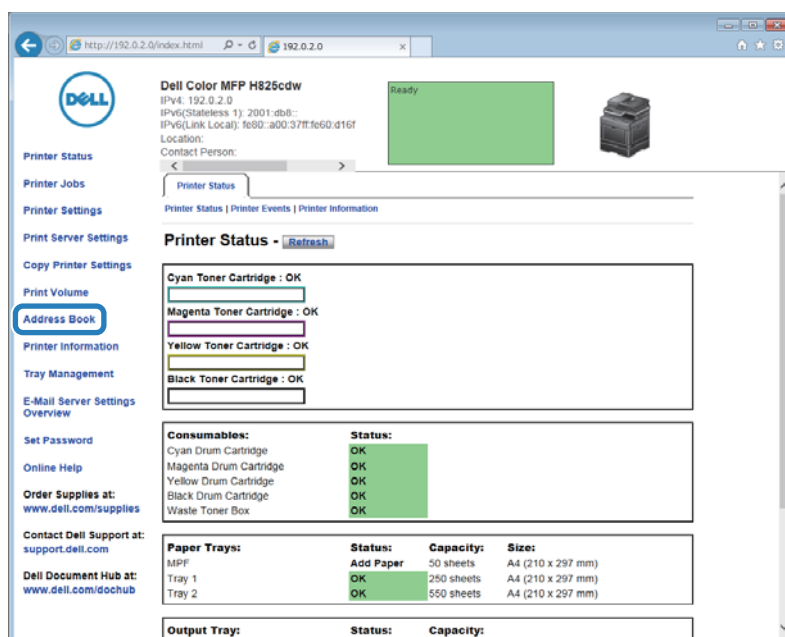 http://192.0.2.0/index.html
192.0.2.0
DELL
Dell Color MFP H825cdw
IPv4: 192.0.2.0
IPv6(Stateless 1): 2001:db8::
IPv6(Link Local): fe80::a00:37ff:fe60:d16f
Location:
Contact Person:
Ready
Printer Status
Printer Jobs
Printer Settings
Print Server Settings
Copy Printer Settings
Print Volume
Address Book
Printer Information
Tray Management
E-Mail Server Settings
Overview
Set Password
Online Help
Order Supplies at:
www.dell.com/supplies
Contact Dell Support at:
support.dell.com
Dell Document Hub at:
www.dell.com/dochub
Printer Status
Printer Status | Printer Events | Printer Information
Printer Status - Refresh
Cyan Toner Cartridge : OK
Magenta Toner Cartridge : OK
Yellow Toner Cartridge : OK
Black Toner Cartridge : OK
Consumables: Status:
Cyan Drum Cartridge OK
Magenta Drum Cartridge OK
Yellow Drum Cartridge OK
Black Drum Cartridge OK
Waste Toner Box OK
Paper Trays: Status: Capacity: Size:
MPF Add Paper 50 sheets A4 (210 x 297 mm)
Tray 1 OK 250 sheets A4 (210 x 297 mm)
Tray 2 OK 550 sheets A4 (210 x 297 mm)
Output Tray: Status: Capacity: